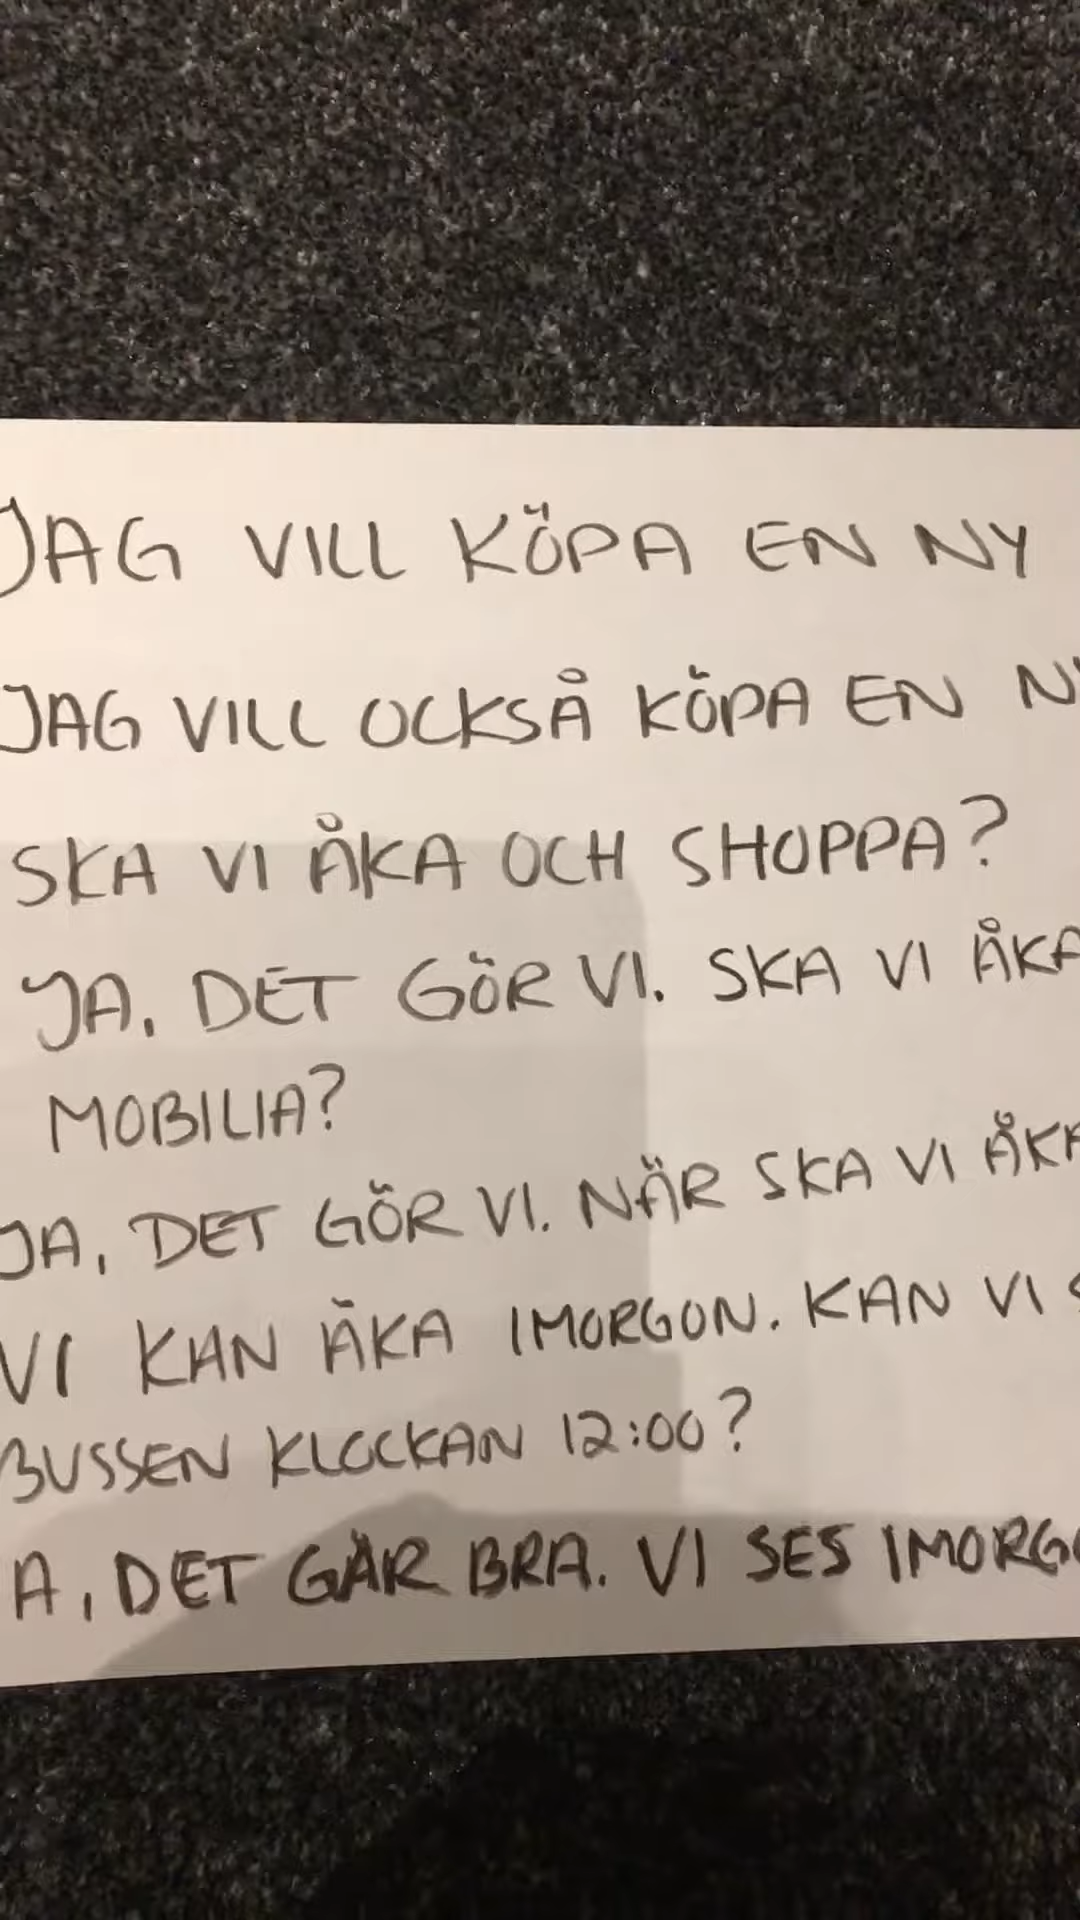 JAG VILL KÖPA EN NY
JAG VILL OCKSÅ KÖPA EN
SKA VI ÅKA OCH SHOPPA?
JA, DET GÖR VI. SKA VI ÅKA
MOBILIA?
JA, DET GÖR VI. NÄR SKA VI ÅKA
VI KAN ÅKA IMORGON. KAN VI
BUSSEN KLOCKAN 12:00?
A, DET GÅR BRA. VI SES